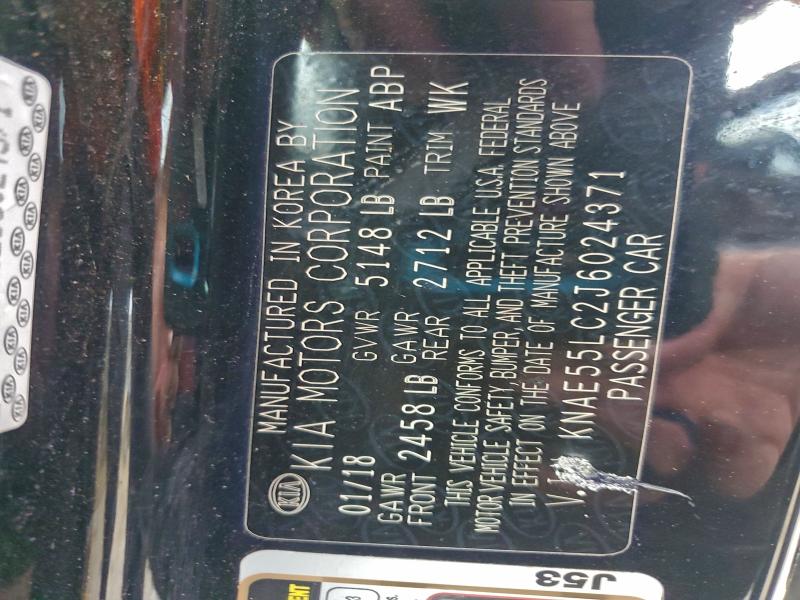 MANUFACTURED IN KOREA BY
KIA KIA MOTORS CORPORATION
01/18 GVWR 5148 LB PAINT ABP
GAWR FRONT 2458 LB GAWR REAR 2712 LB TRIM WK
THIS VEHICLE CONFORMS TO ALL APPLICABLE U.S.A. FEDERAL
MOTOR VEHICLE SAFETY, BUMPER, AND THEFT PREVENTION STANDARDS
IN EFFECT ON THE DATE OF MANUFACTURE SHOWN ABOVE
V.I KNAE55LC2J6024371
PASSENGER CAR
J53